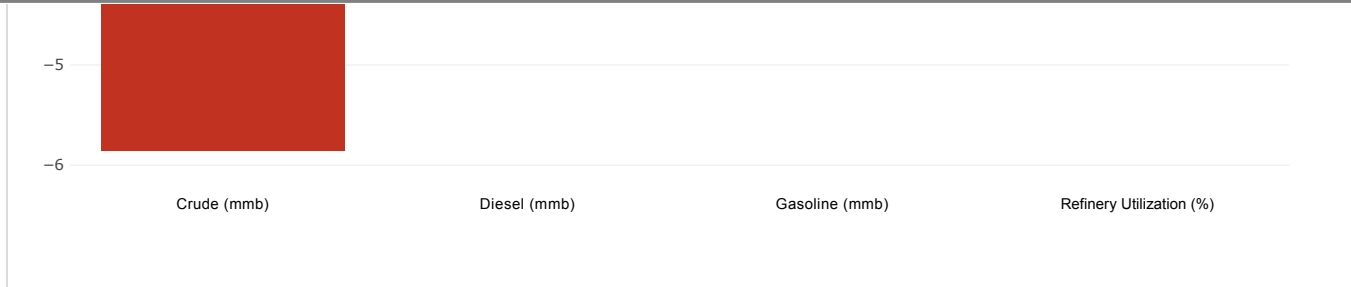 −5
−6
Crude (mmb) Diesel (mmb) Gasoline (mmb) Refinery Utilization (%)